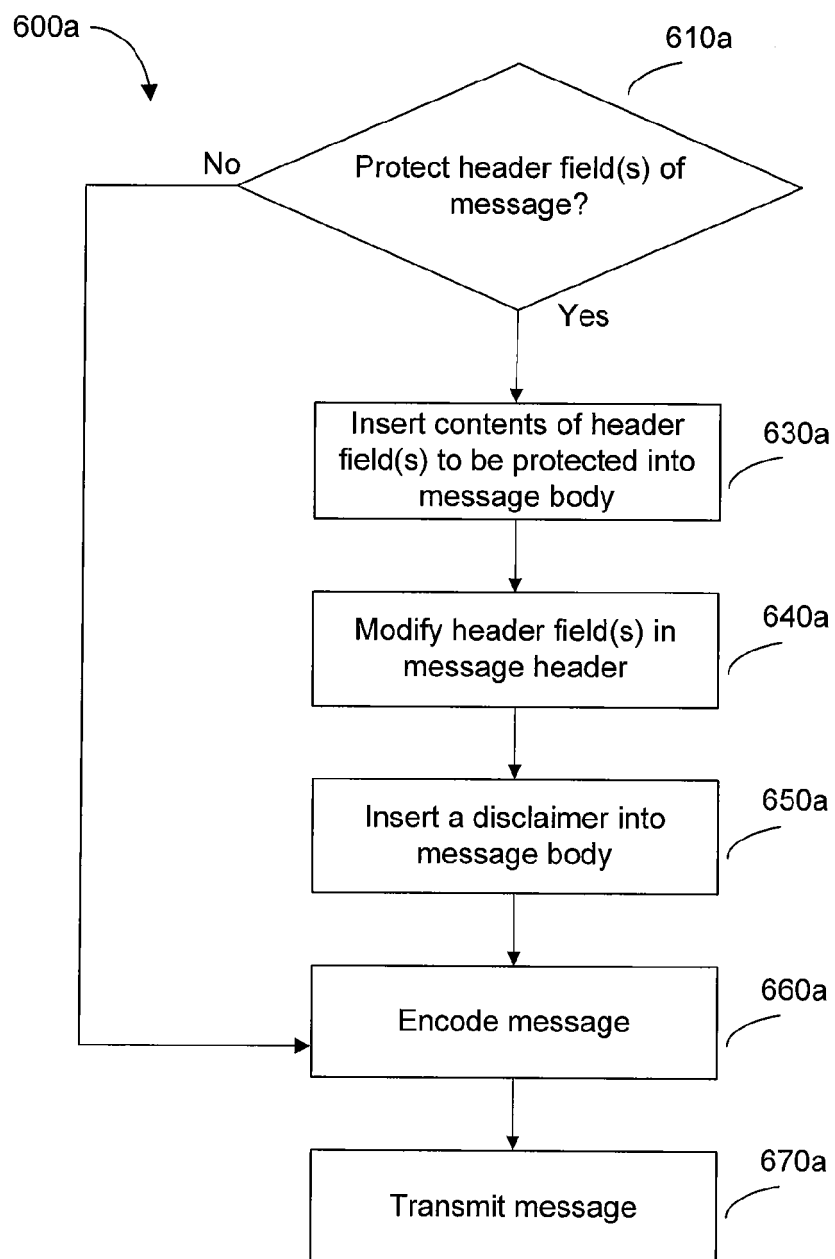 600a
610a
No
Protect header field(s) of
message?
Yes
Insert contents of header
field(s) to be protected into
message body
630a
Modify header field(s) in
message header
640a
Insert a disclaimer into
message body
650a
Encode message
660a
Transmit message
670a